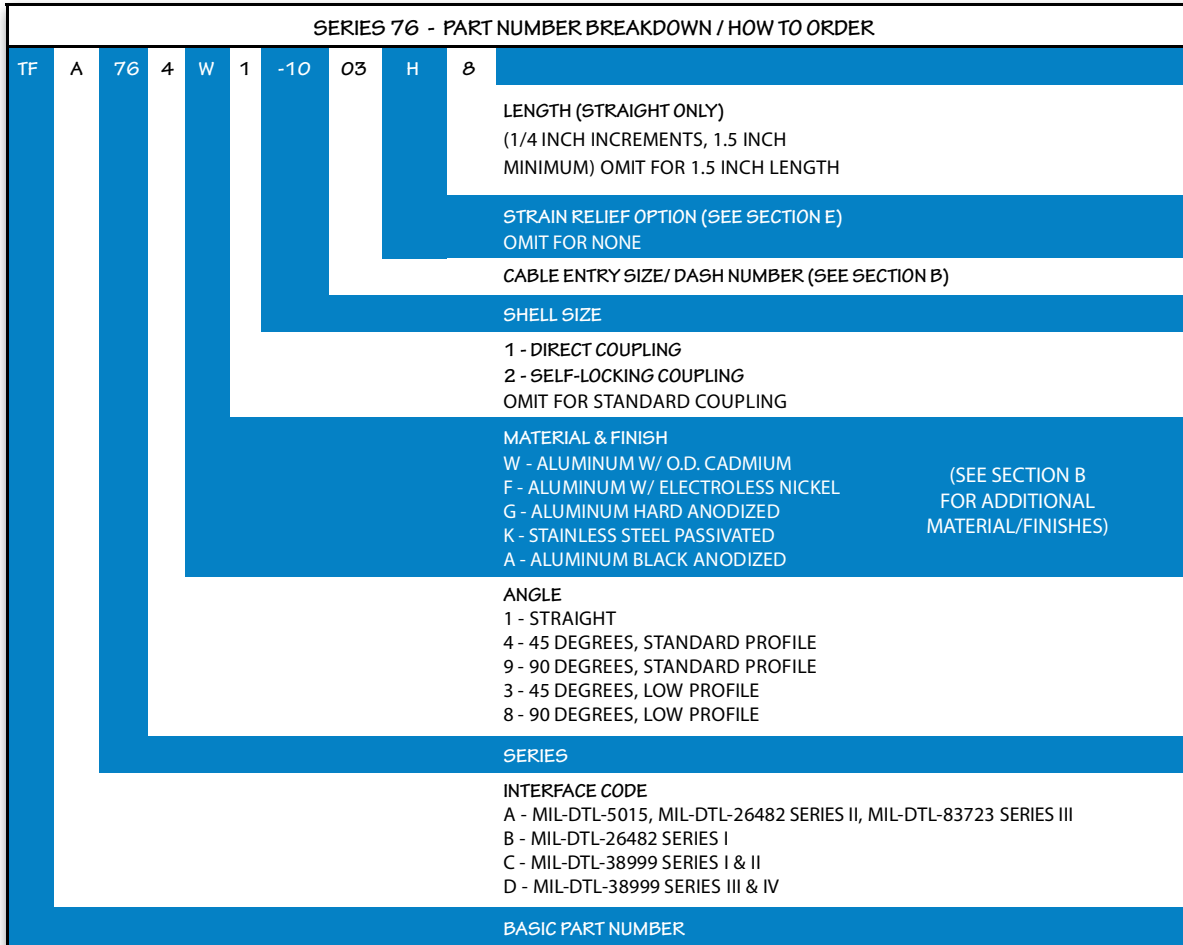 SERIES 76 - PART NUMBER BREAKDOWN / HOW TO ORDER
TF A 76 4 W 1 -10 03 H 8
LENGTH (STRAIGHT ONLY)
(1/4 INCH INCREMENTS, 1.5 INCH
MINIMUM) OMIT FOR 1.5 INCH LENGTH
STRAIN RELIEF OPTION (SEE SECTION E)
OMIT FOR NONE
CABLE ENTRY SIZE/ DASH NUMBER (SEE SECTION B)
SHELL SIZE
1 - DIRECT COUPLING
2 - SELF-LOCKING COUPLING
OMIT FOR STANDARD COUPLING
MATERIAL & FINISH
W - ALUMINUM W/ O.D. CADMIUM
F - ALUMINUM W/ ELECTROLESS NICKEL
G - ALUMINUM HARD ANODIZED
K - STAINLESS STEEL PASSIVATED
A - ALUMINUM BLACK ANODIZED
(SEE SECTION B
FOR ADDITIONAL
MATERIAL/FINISHES)
ANGLE
1 - STRAIGHT
4 - 45 DEGREES, STANDARD PROFILE
9 - 90 DEGREES, STANDARD PROFILE
3 - 45 DEGREES, LOW PROFILE
8 - 90 DEGREES, LOW PROFILE
SERIES
INTERFACE CODE
A - MIL-DTL-5015, MIL-DTL-26482 SERIES II, MIL-DTL-83723 SERIES III
B - MIL-DTL-26482 SERIES I
C - MIL-DTL-38999 SERIES I & II
D - MIL-DTL-38999 SERIES III & IV
BASIC PART NUMBER